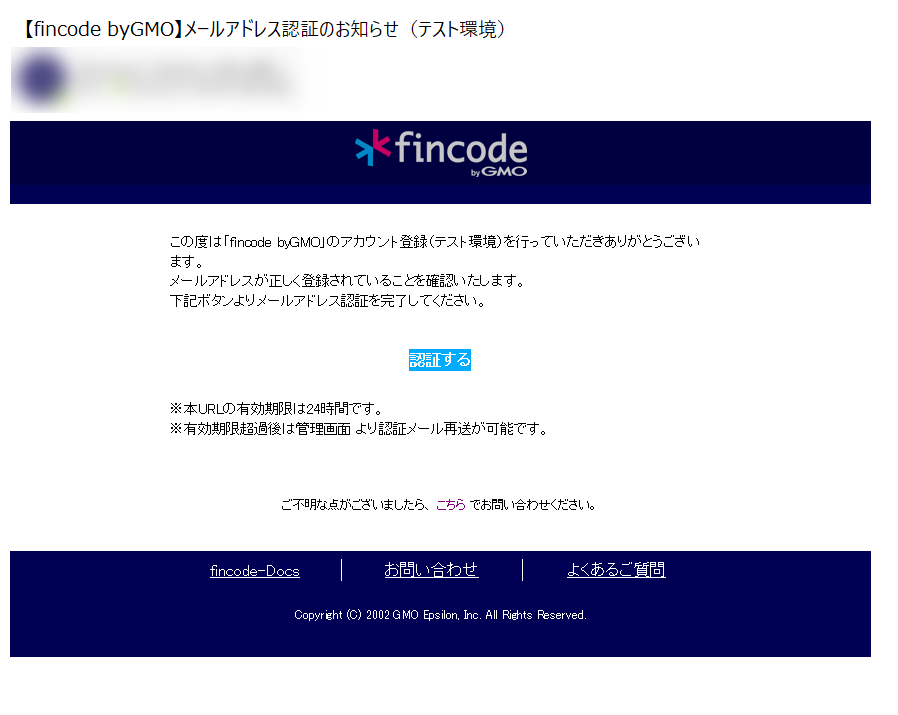 【fincode byGMO】メールアドレス認証のお知らせ（テスト環境）
fincode
by GMO
この度は「fincode byGMO」のアカウント登録（テスト環境）を行っていただきありがとうござい
ます。
メールアドレスが正しく登録されていることを確認いたします。
下記ボタンよりメールアドレス認証を完了してください。
認証する
※本URLの有効期限は24時間です。
※有効期限超過後は管理画面 より認証メール再送が可能です。
ご不明な点がございましたら、 こちら でお問い合わせください。
fincode-Docs お問い合わせ よくあるご質問
Copyright (C) 2002 GMO Epsilon, Inc. All Rights Reserved.